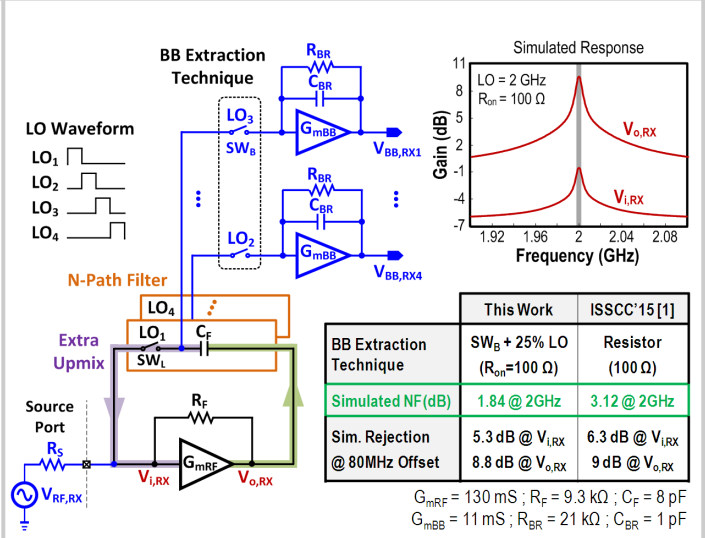 BB Extraction
Technique
R_BR
C_BR
LO_3
SW_B
G_mBB
V_BB,RX1
R_BR
C_BR
LO_2
G_mBB
V_BB,RX4
LO Waveform
LO_1
LO_2
LO_3
LO_4
N-Path Filter
LO_4
LO_1
C_F
SW_L
Extra
Upmix
R_F
Source
Port
R_S
G_mRF
V_i,RX
V_o,RX
V_RF,RX
Simulated Response
LO = 2 GHz
R_on = 100 Ω
V_o,RX
V_i,RX
Gain (dB)
11
8
5
2
-1
-4
-7
1.92 1.96 2 2.04 2.08
Frequency (GHz)
This Work ISSCC'15 [1]
BB Extraction
Technique
SW_B + 25% LO
(R_on=100 Ω)
Resistor
(100 Ω)
Simulated NF(dB) 1.84 @ 2GHz 3.12 @ 2GHz
Sim. Rejection
@ 80MHz Offset
5.3 dB @ V_i,RX
8.8 dB @ V_o,RX
6.3 dB @ V_i,RX
9 dB @ V_o,RX
G_mRF = 130 mS ; R_F = 9.3 kΩ ; C_F = 8 pF
G_mBB = 11 mS ; R_BR = 21 kΩ ; C_BR = 1 pF